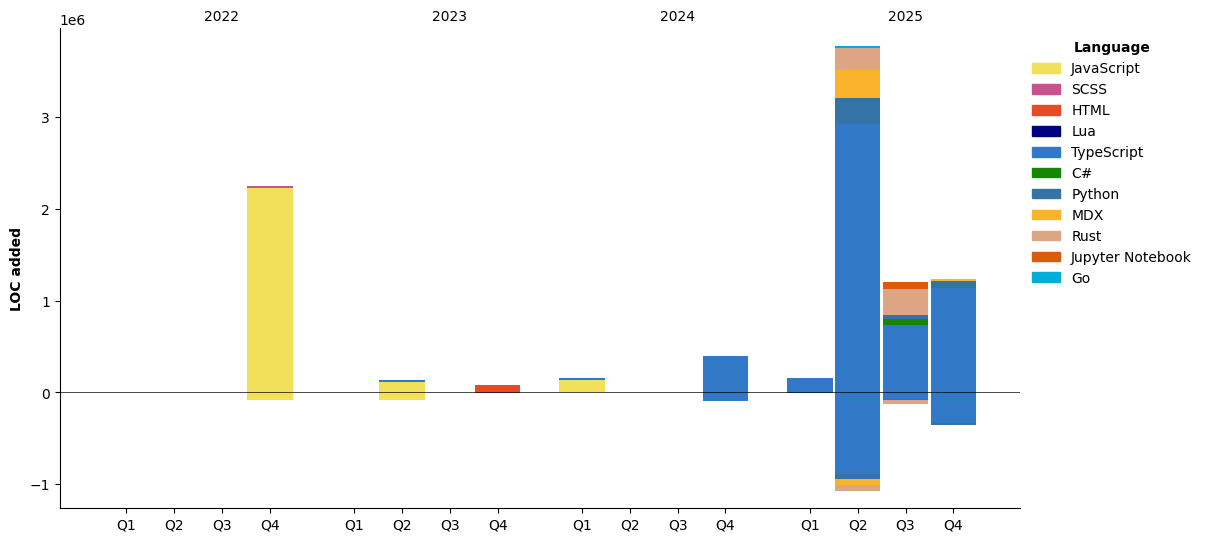 1e6
2022 2023 2024 2025
Language
JavaScript
SCSS
HTML
Lua
TypeScript
C#
Python
MDX
Rust
Jupyter Notebook
Go
LOC added
3
2
1
0
−1
Q1 Q2 Q3 Q4 Q1 Q2 Q3 Q4 Q1 Q2 Q3 Q4 Q1 Q2 Q3 Q4